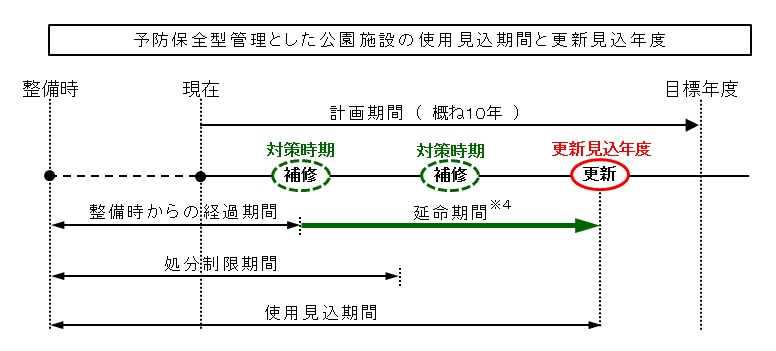 予防保全型管理とした公園施設の使用見込期間と更新見込年度
整備時
現在
目標年度
計画期間（概ね10年）
対策時期
対策時期
更新見込年度
補修
補修
更新
整備時からの経過期間
延命期間※4
処分制限期間
使用見込期間